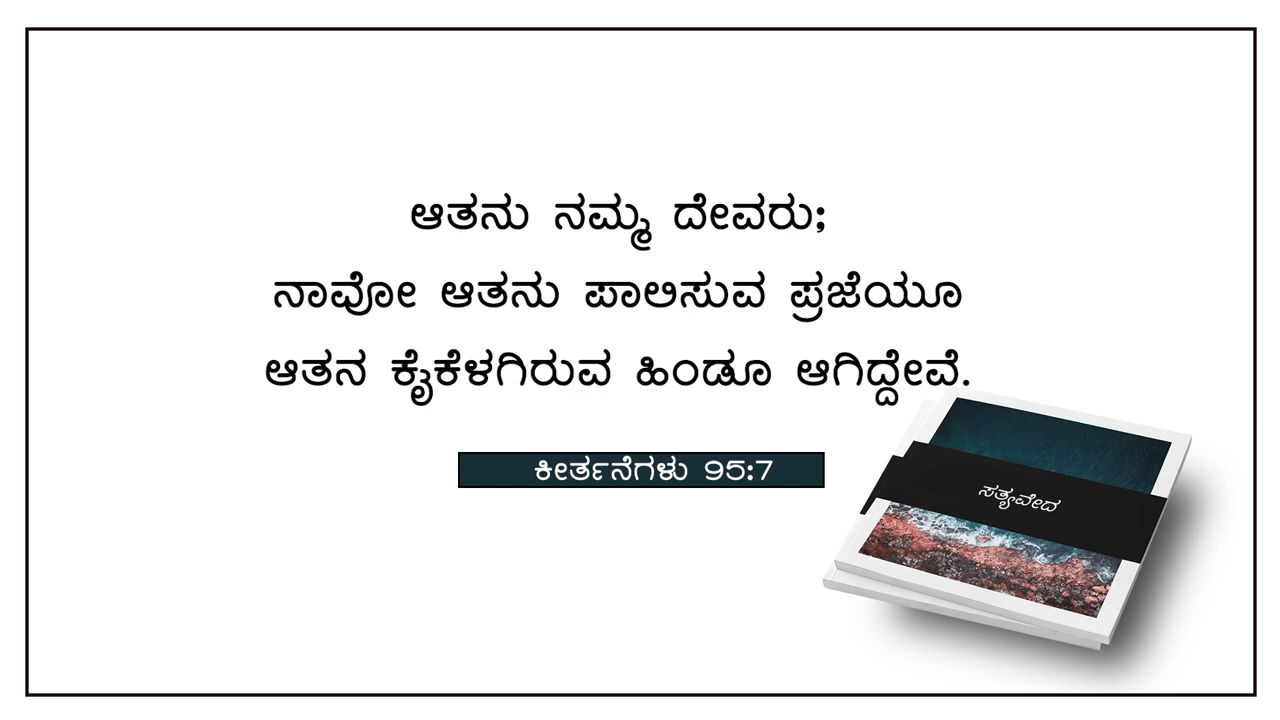 ಆತನು ನಮ್ಮ ದೇವರು;
ನಾವೋ ಆತನು ಪಾಲಿಸುವ ಪ್ರಜೆಯೂ
ಆತನ ಕೈಕೆಳಗಿರುವ ಹಿಂಡೂ ಆಗಿದ್ದೇವೆ.
ಕೀರ್ತನೆಗಳು 95:7
ಸತ್ಯವೇದ